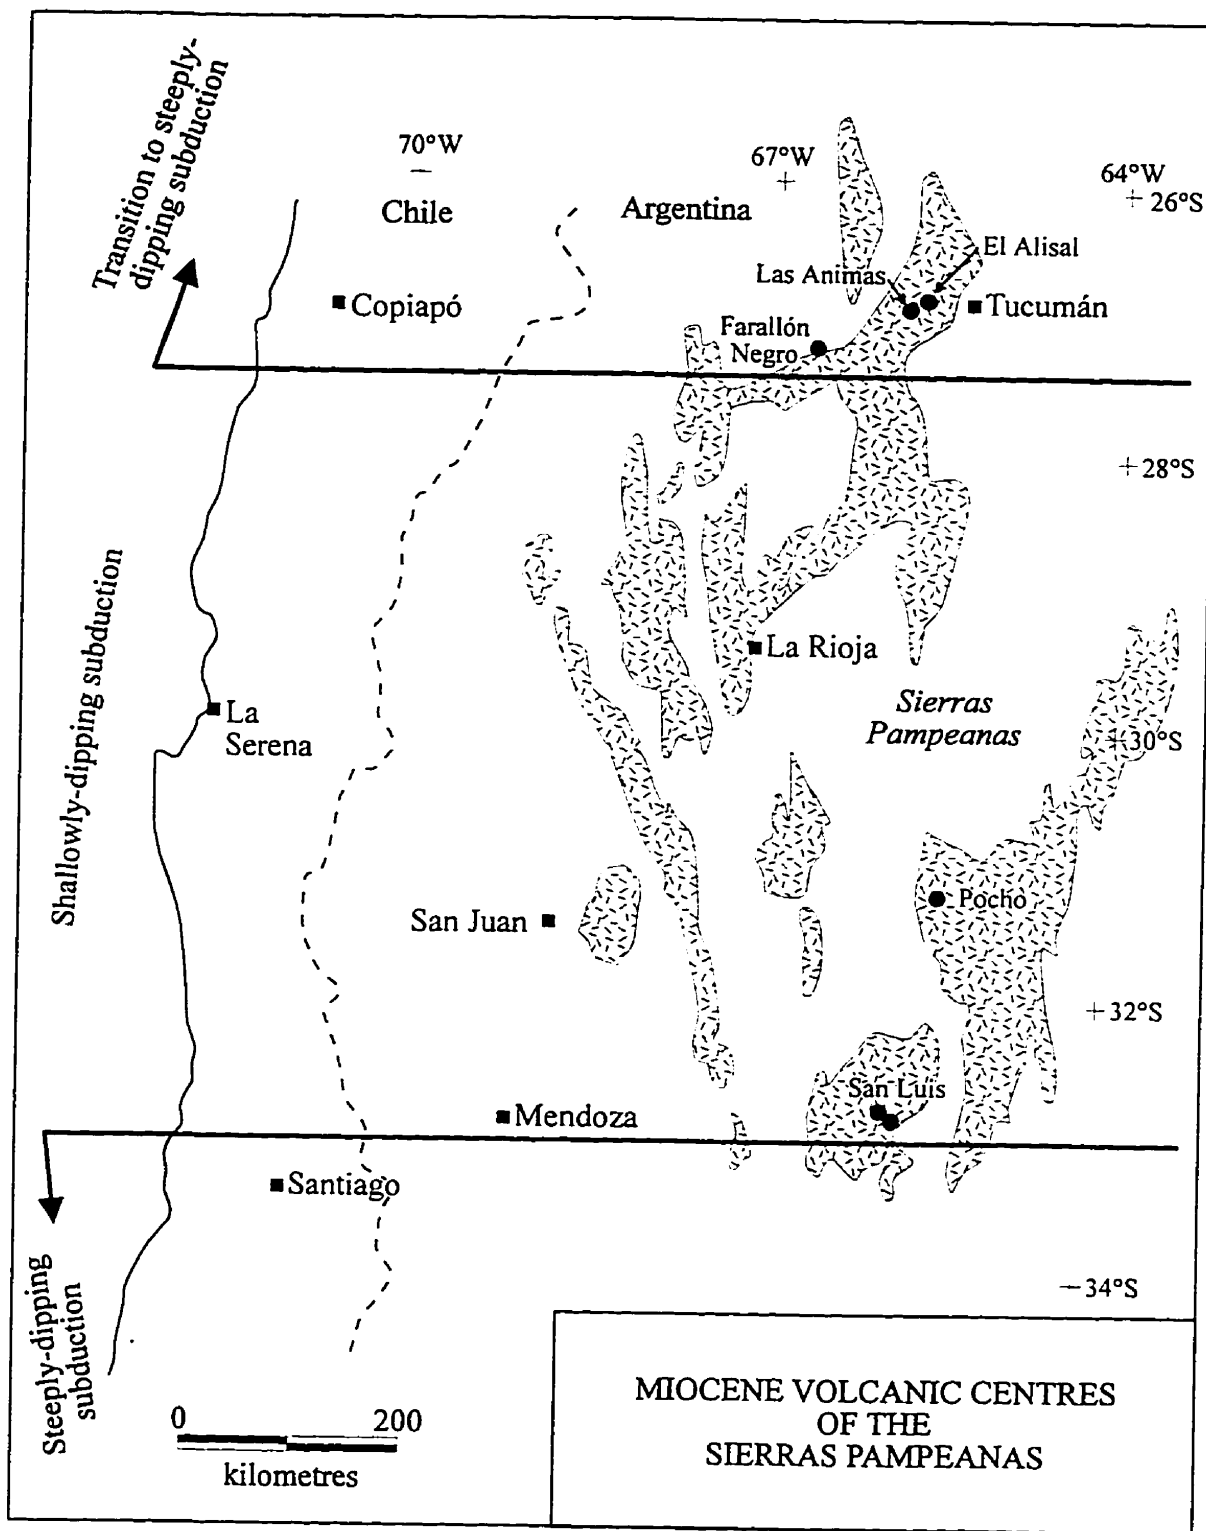 Transition to steeply-
dipping subduction
70°W
67°W
64°W
26°S
Chile
Argentina
El Alisal
Las Animas
Copiapó
Tucumán
Farallón
Negro
28°S
Shallowly-dipping subduction
La Rioja
La
Serena
Sierras
Pampeanas
30°S
Pocho
San Juan
32°S
San Luis
Mendoza
Santiago
34°S
Steeply-dipping
subduction
0 200
kilometres
MIOCENE VOLCANIC CENTRES
OF THE
SIERRAS PAMPEANAS